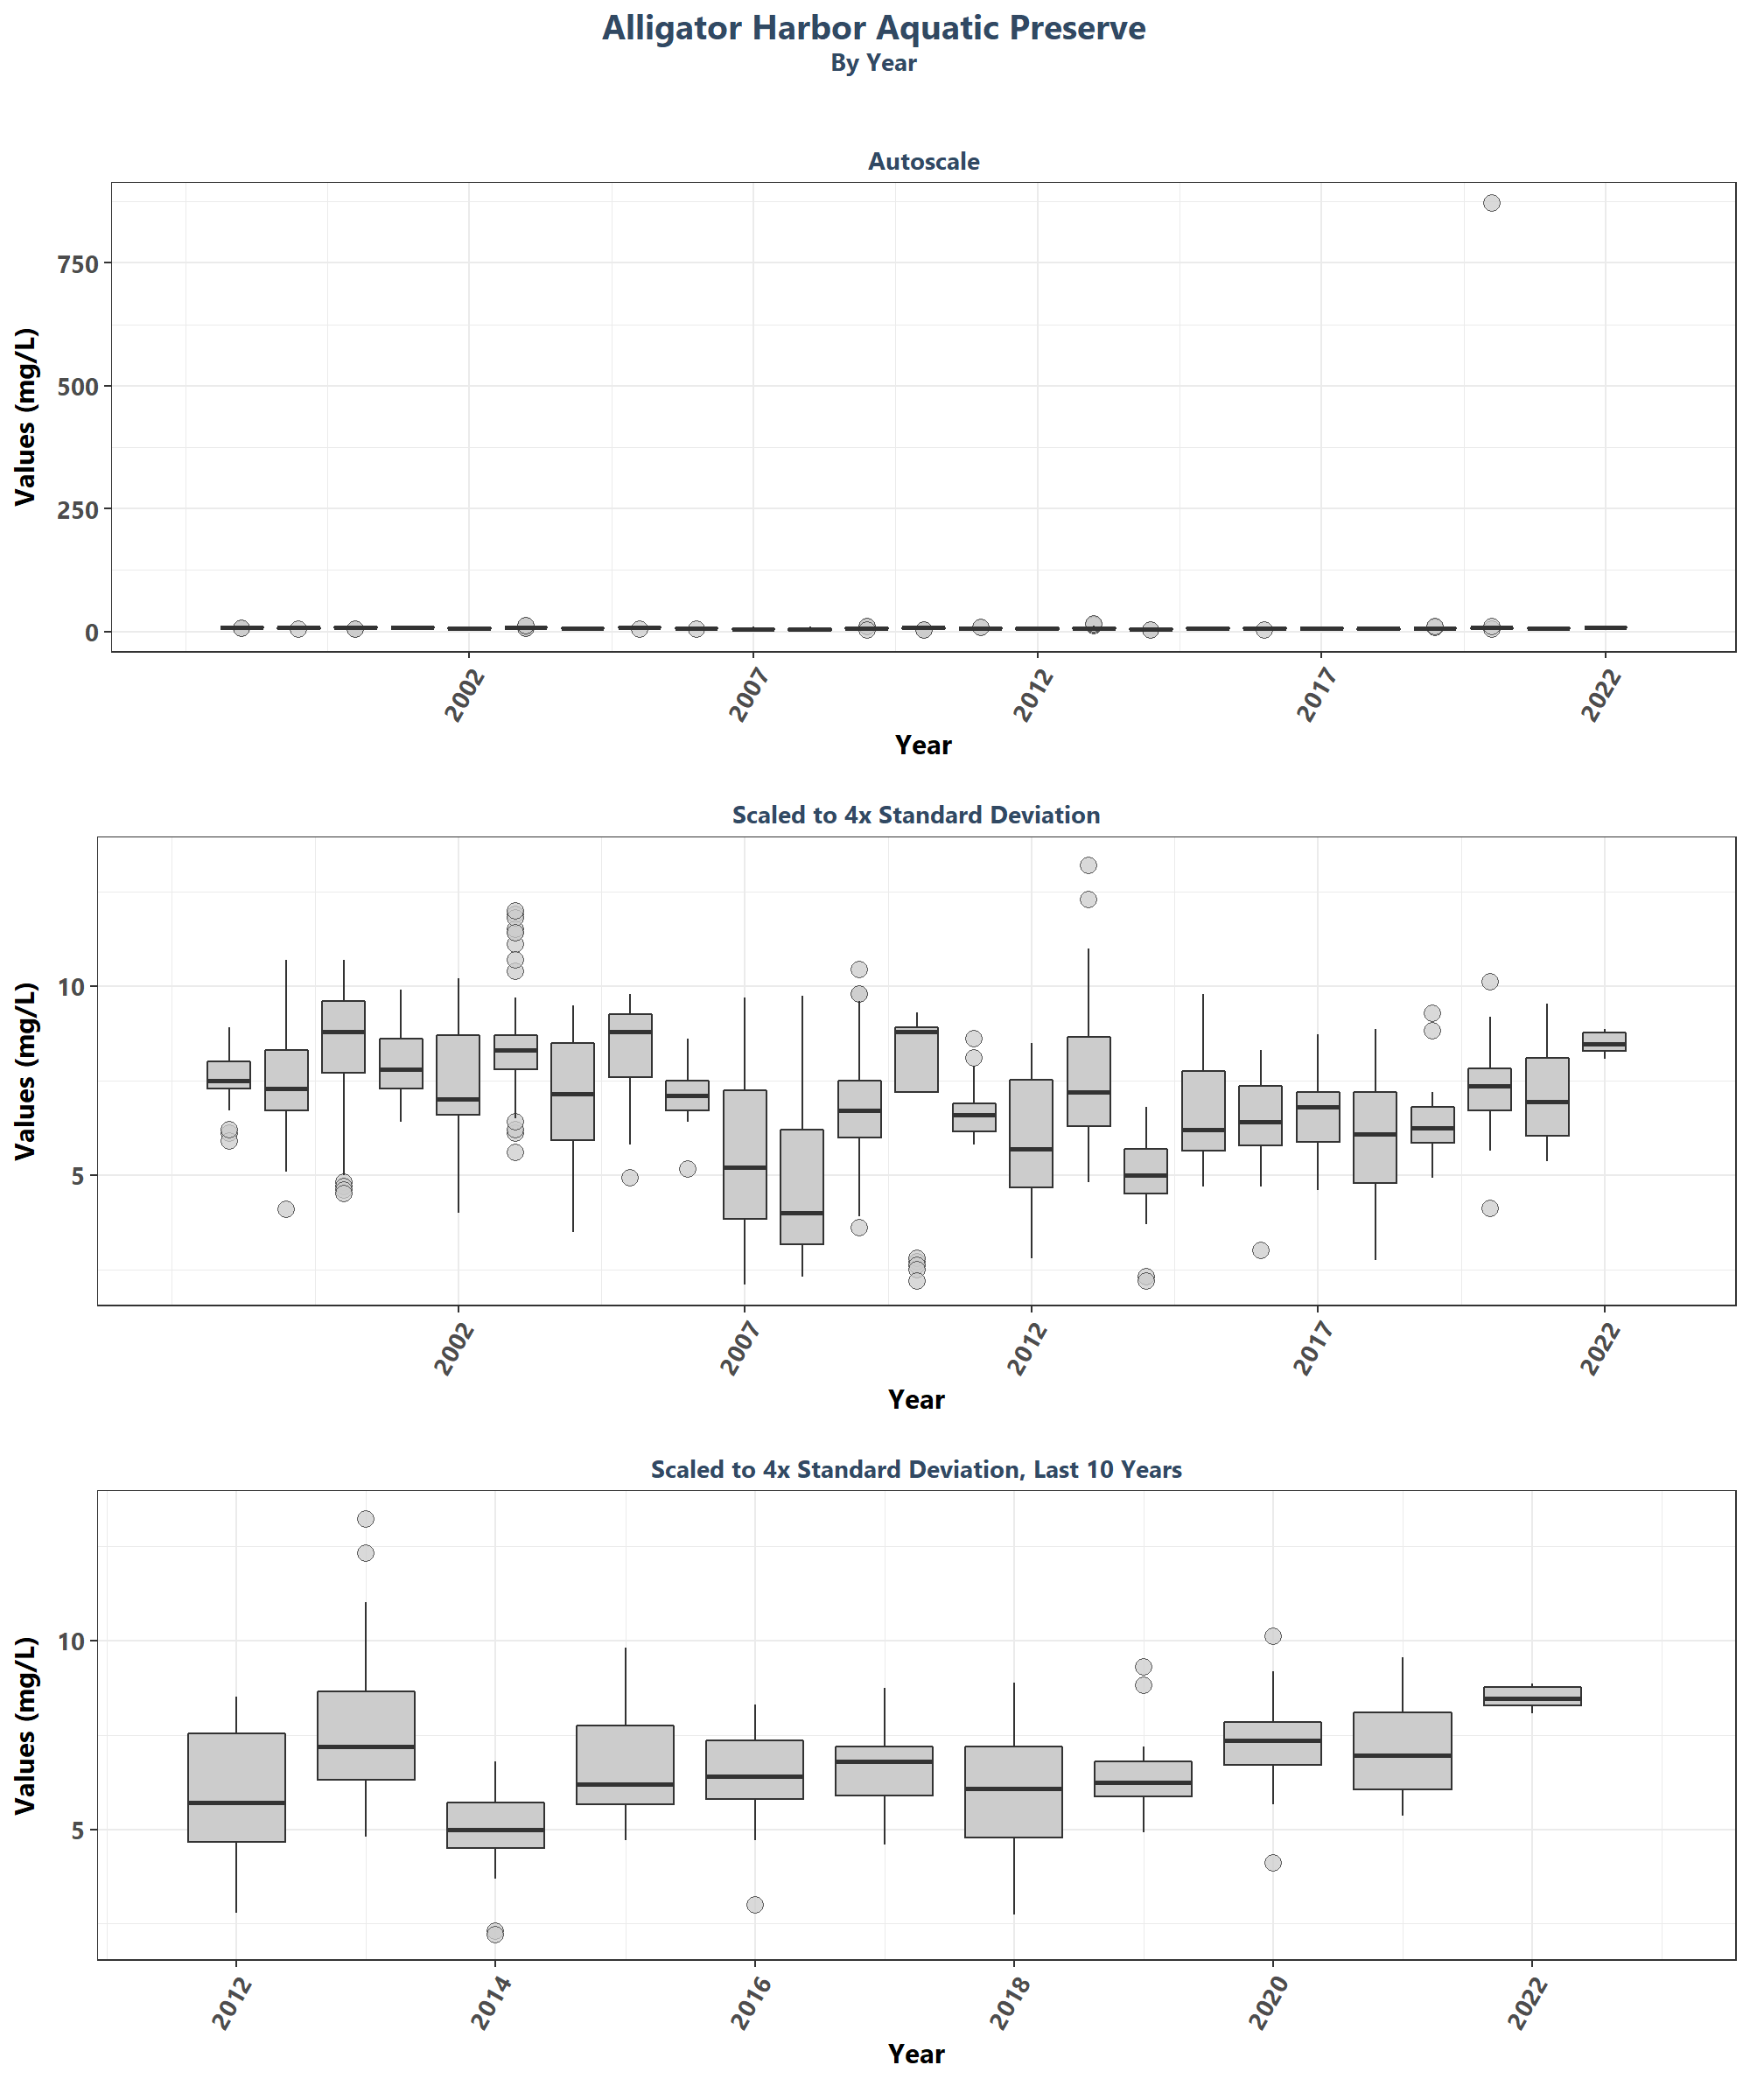 Alligator Harbor Aquatic Preserve
By Year
Autoscale
Values (mg/L)
750
500
250
0
2002
2007
2012
2017
2022
Year
Scaled to 4x Standard Deviation
Values (mg/L)
10
5
2002
2007
2012
2017
2022
Year
Scaled to 4x Standard Deviation, Last 10 Years
Values (mg/L)
10
5
2012
2014
2016
2018
2020
2022
Year